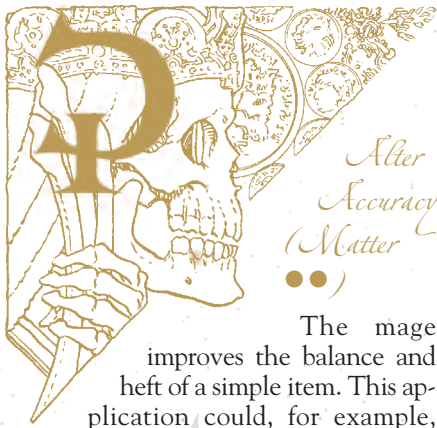 Alter
Accuracy
(Matter
●●)
The mage
improves the balance and
heft of a simple item. This ap-
plication could, for example,